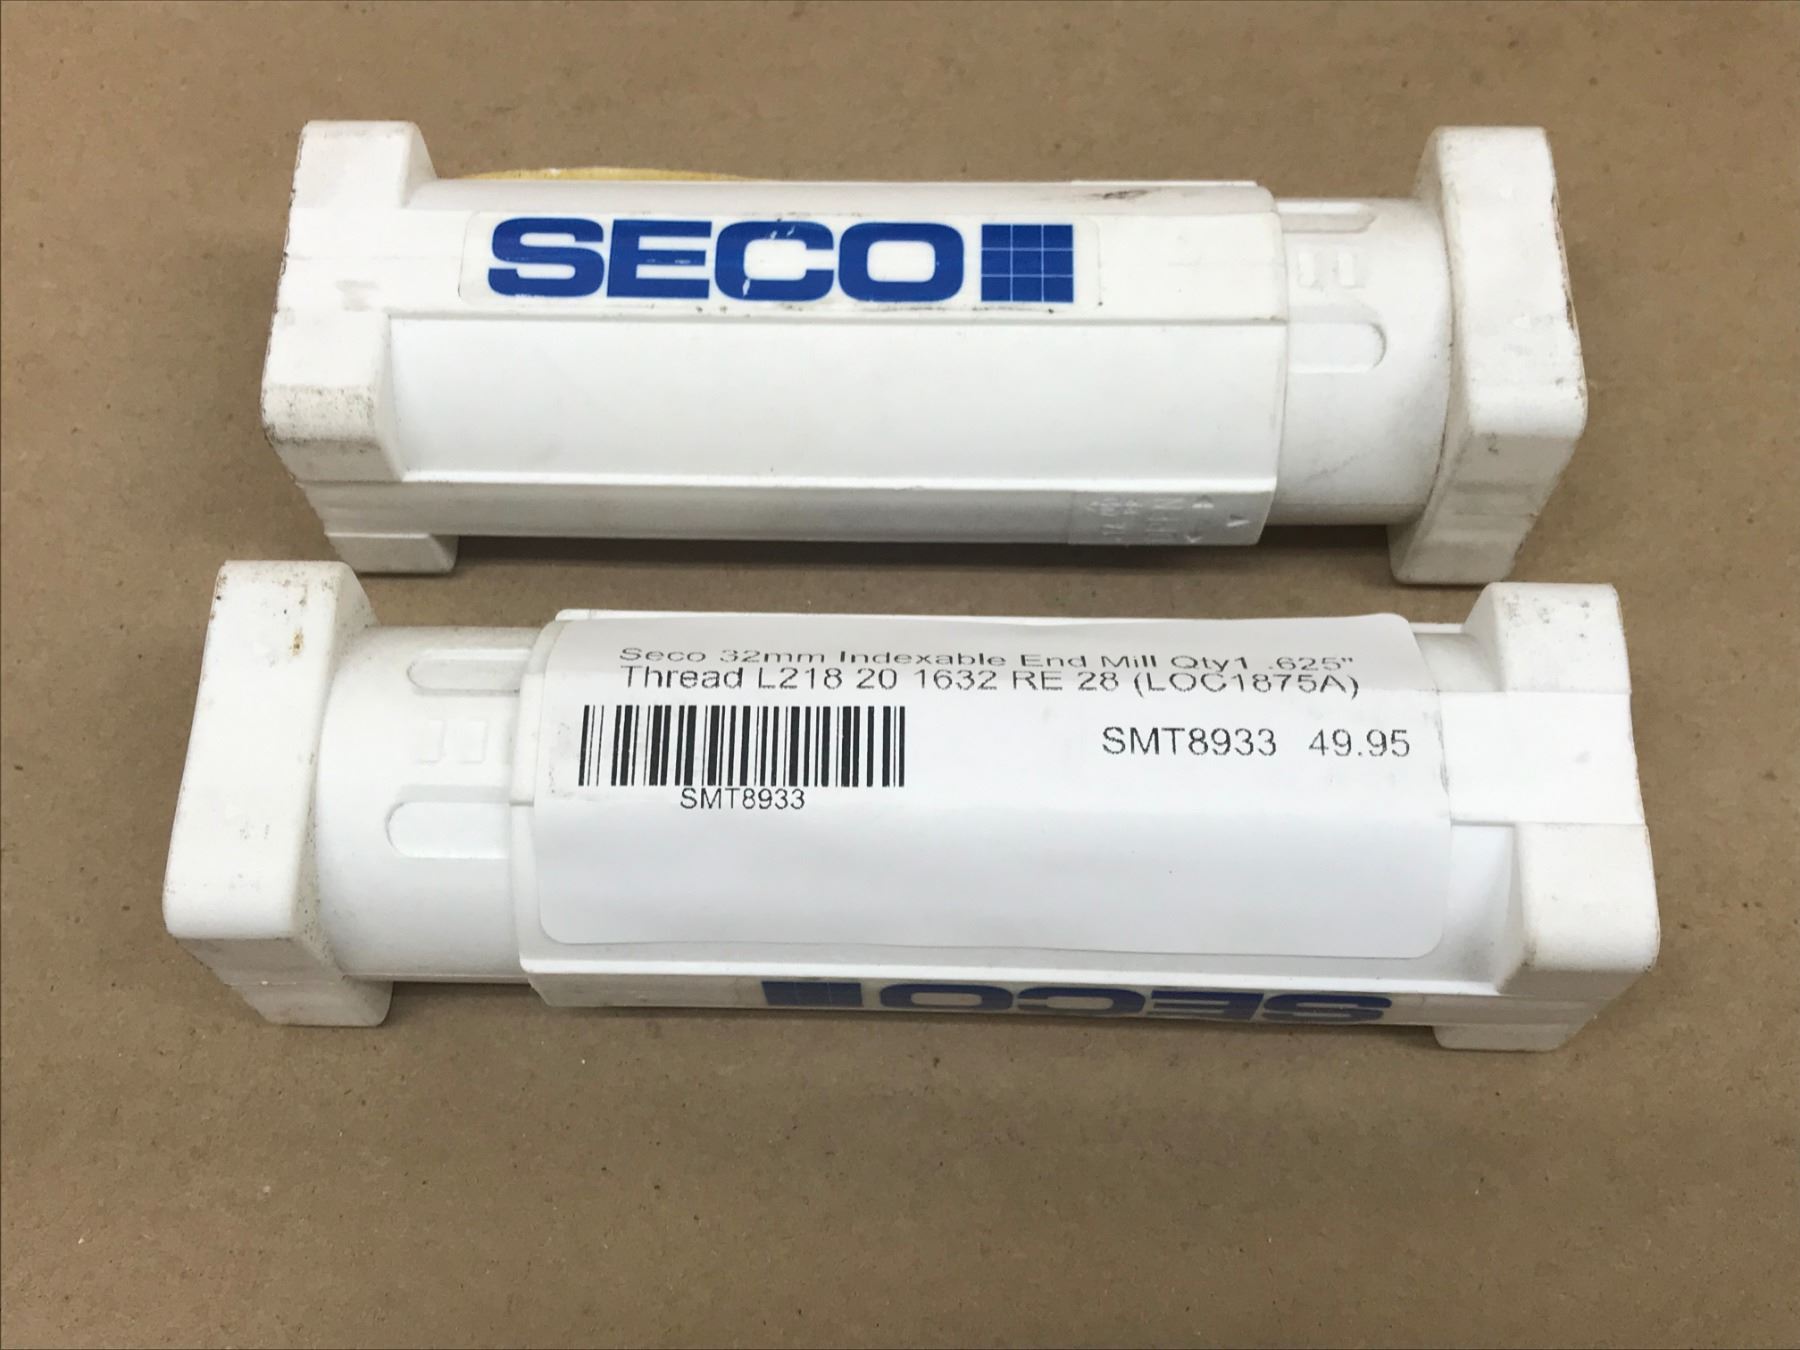 SECO
Seco 32mm Indexable End Mill Qty1 .625"
Thread L218 20 1632 RE 28 (LOC1875A)
SMT8933 49.95
SMT8933
SECO